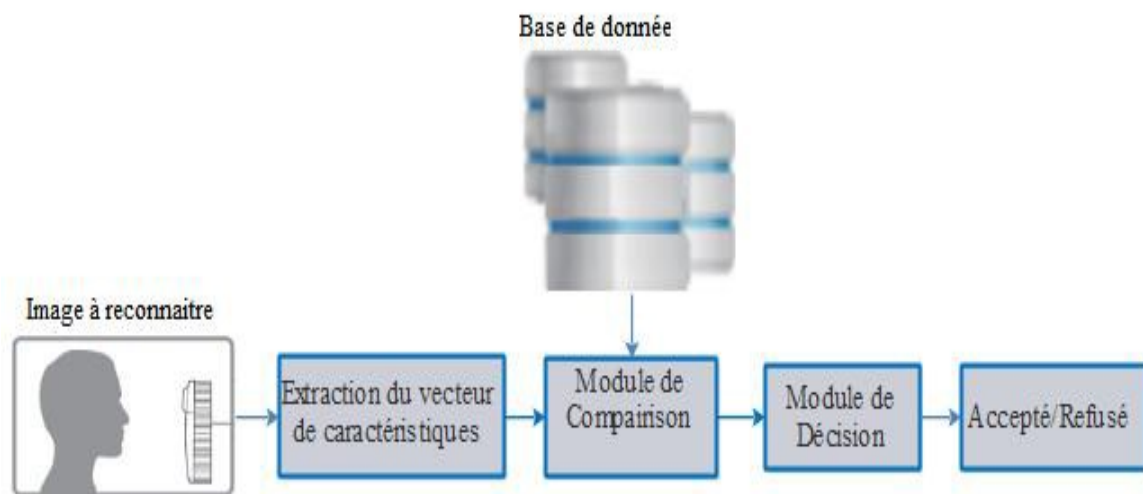 Base de donnée
Image à reconnaitre
Extraction du vecteur
de caractéristiques
Module de
Compairison
Module de
Décision
Accepté/Refusé